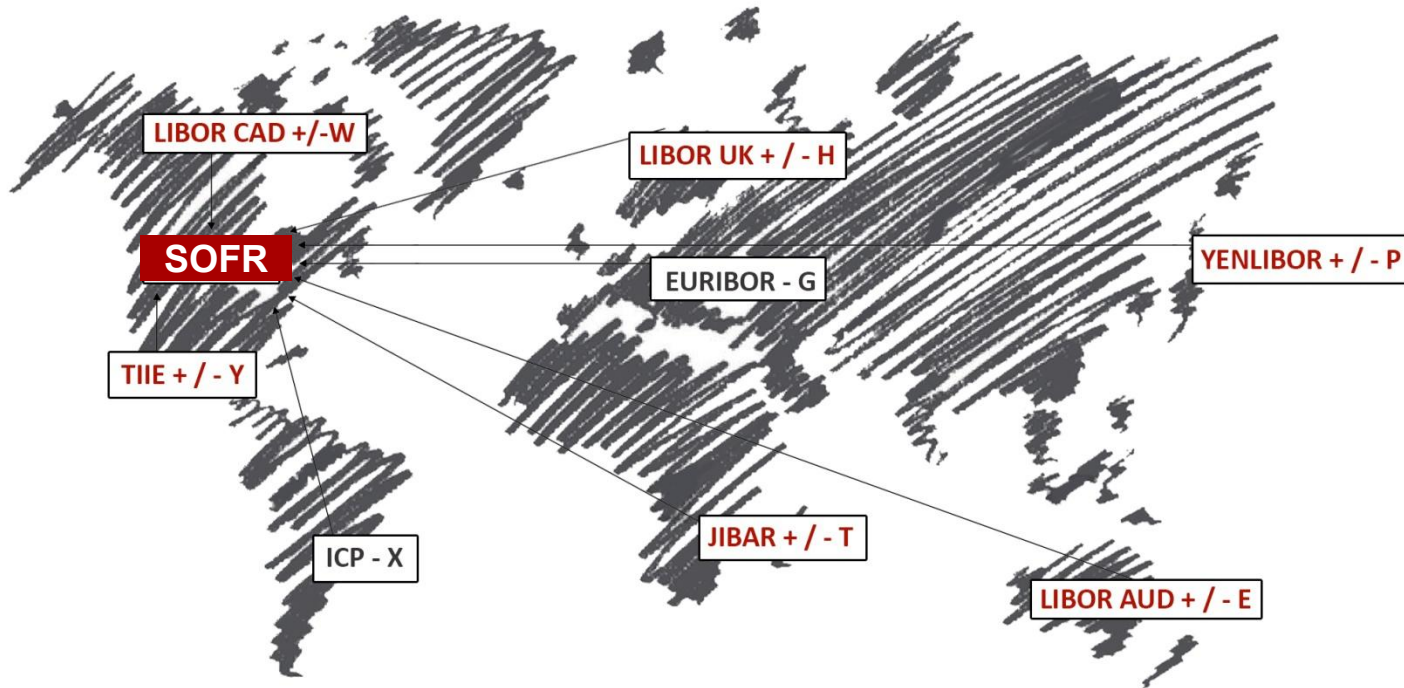 LIBOR CAD +/-W
LIBOR UK + / - H
SOFR
YENLIBOR + / - P
EURIBOR - G
TIIE + / - Y
JIBAR + / - T
ICP - X
LIBOR AUD + / - E